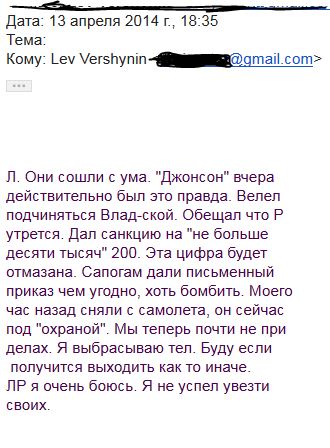 Дата: 13 апреля 2014 г., 18:35
Тема:
Кому: Lev Vershynin @gmail.com>
Л. Они сошли с ума. "Джонсон" вчера
действительно был это правда. Велел
подчиняться Влад-ской. Обещал что Р
утрется. Дал санкцию на "не больше
десяти тысяч" 200. Эта цифра будет
отмазана. Сапогам дали письменный
приказ чем угодно, хоть бомбить. Моего
час назад сняли с самолета, он сейчас
под "охраной". Мы теперь почти не при
делах. Я выбрасываю тел. Буду если
получится выходить как то иначе.
ЛР я очень боюсь. Я не успел увезти
своих.